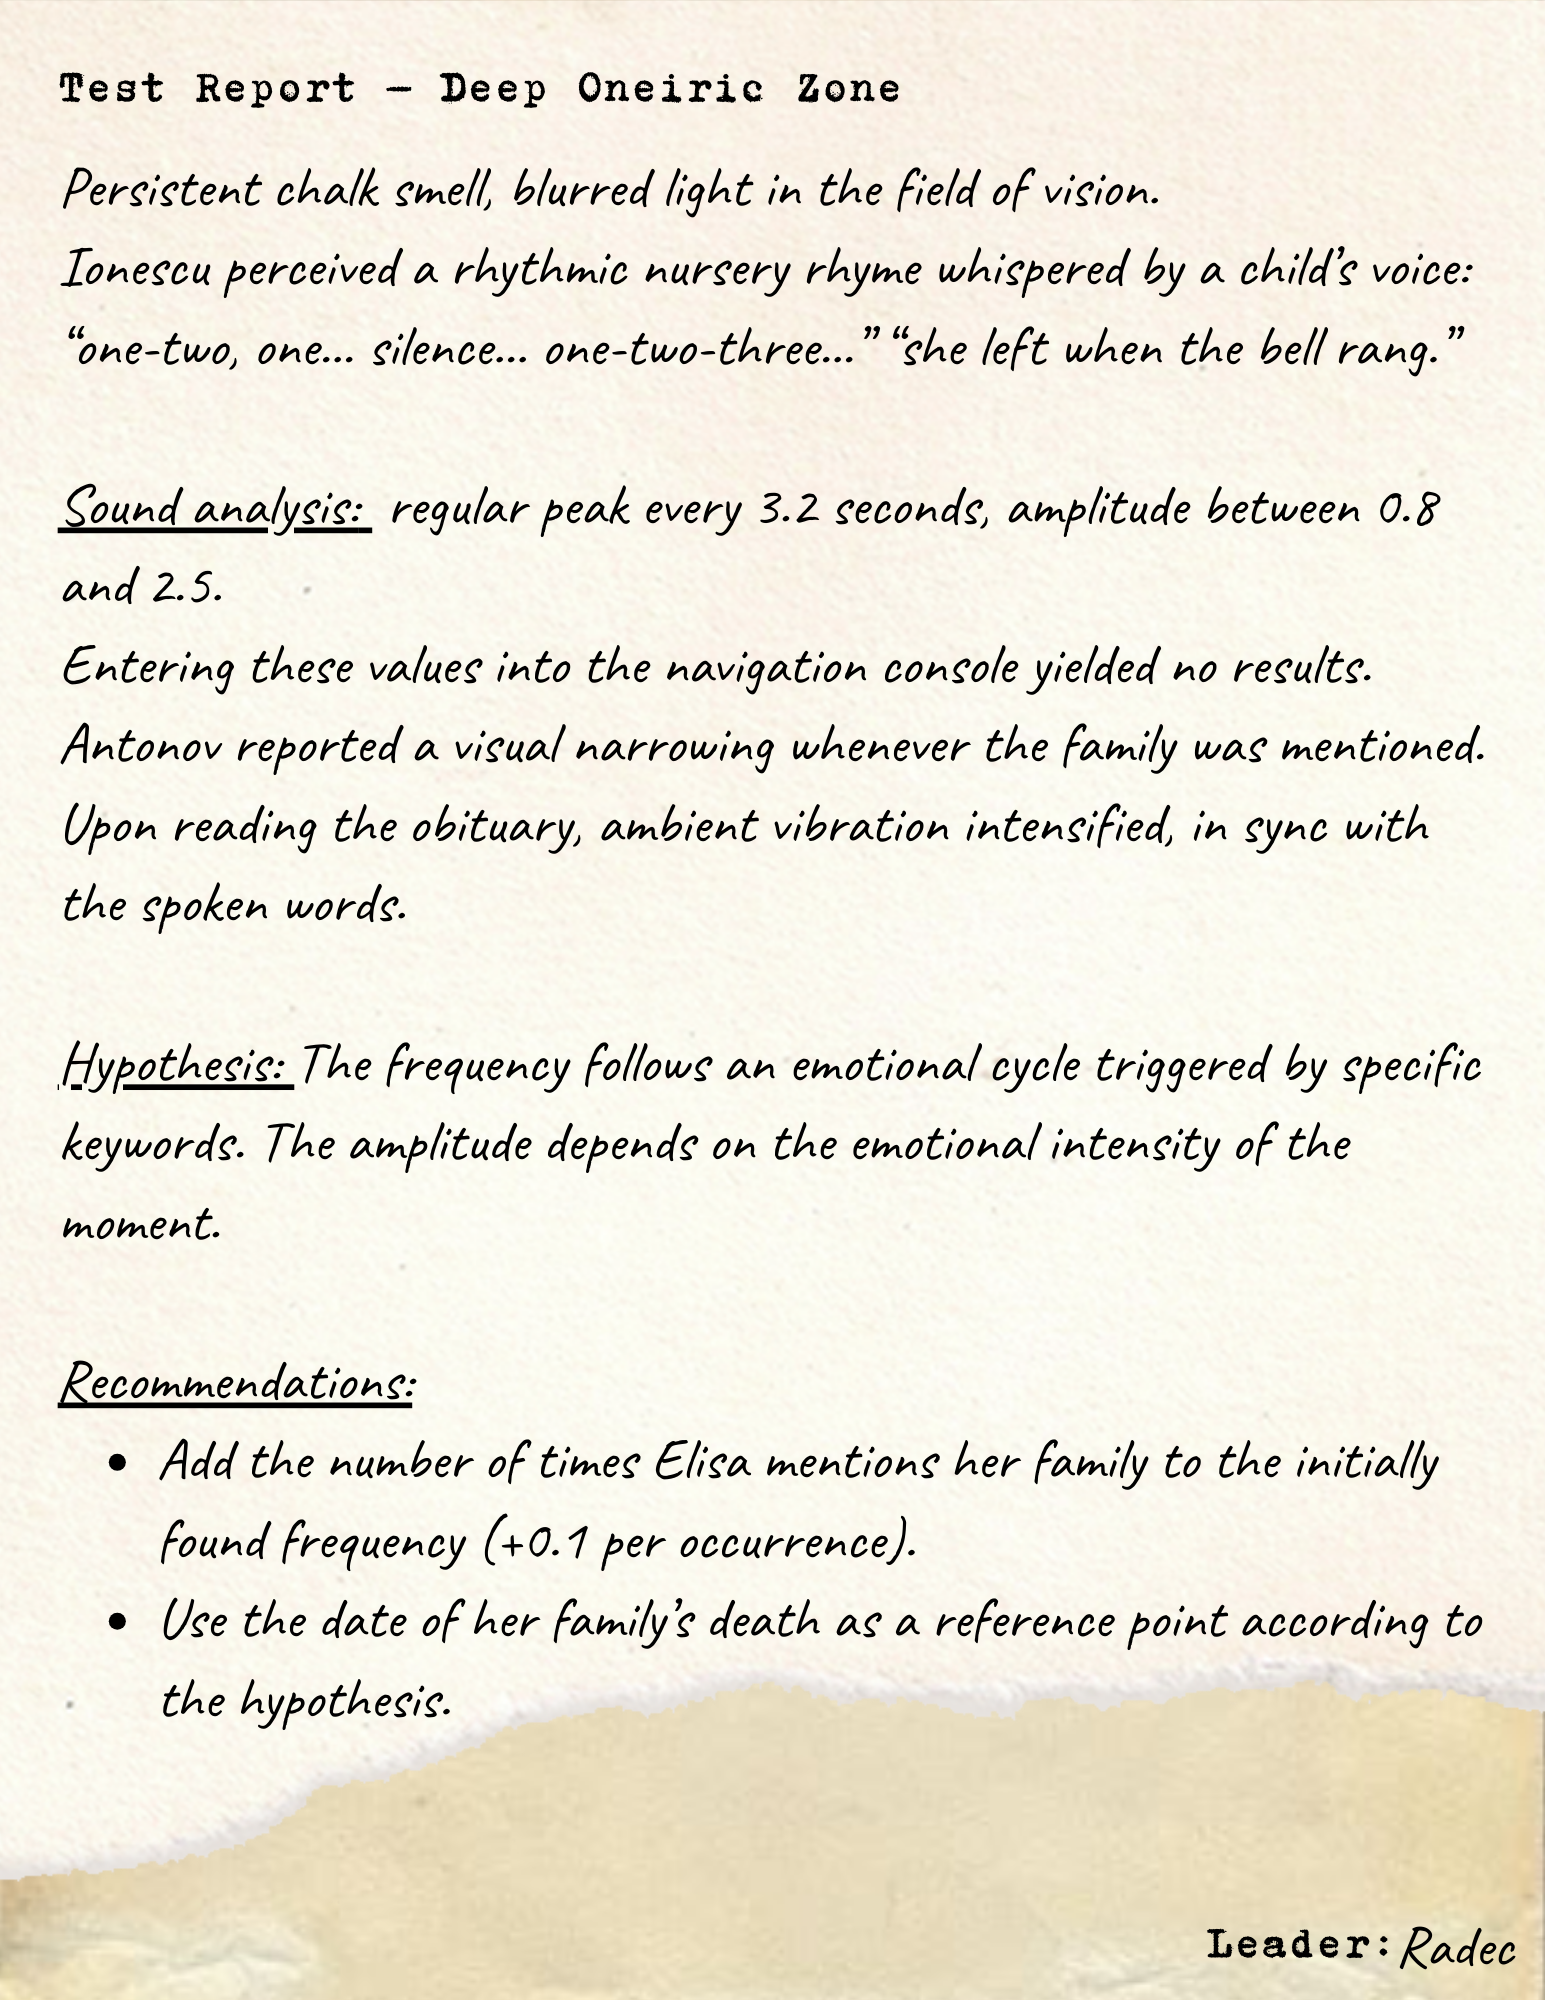 Test Report – Deep Oneiric Zone
Persistent chalk smell, blurred light in the field of vision.
Ionescu perceived a rhythmic nursery rhyme whispered by a child’s voice:
“one-two, one... silence... one-two-three...” “she left when the bell rang.”
Sound analysis: regular peak every 3.2 seconds, amplitude between 0.8
and 2.5.
Entering these values into the navigation console yielded no results.
Antonov reported a visual narrowing whenever the family was mentioned.
Upon reading the obituary, ambient vibration intensified, in sync with
the spoken words.
Hypothesis: The frequency follows an emotional cycle triggered by specific
keywords. The amplitude depends on the emotional intensity of the
moment.
Recommendations:
• Add the number of times Elisa mentions her family to the initially
found frequency (+0.1 per occurrence).
• Use the date of her family’s death as a reference point according to
the hypothesis.
Leader: Radec